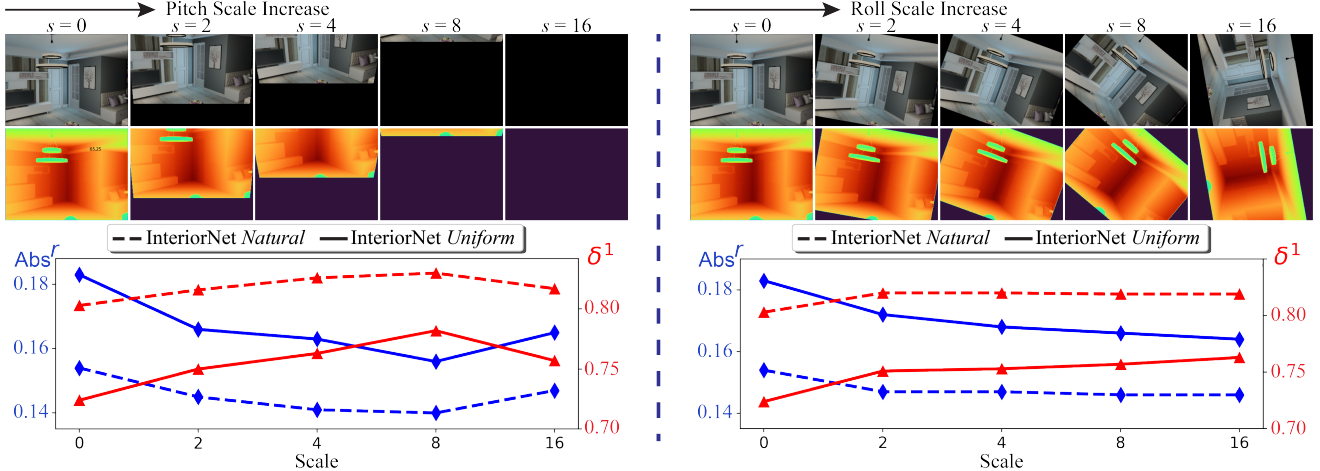 Pitch Scale Increase
s = 0 s = 2 s = 4 s = 8 s = 16
InteriorNet Natural InteriorNet Uniform
Abs^r δ^1
0.18
0.16
0.14
0.80
0.75
0.70
0 2 4 8 16
Scale
Roll Scale Increase
s = 0 s = 2 s = 4 s = 8 s = 16
InteriorNet Natural InteriorNet Uniform
Abs^r δ^1
0.18
0.16
0.14
0.80
0.75
0.70
0 2 4 8 16
Scale